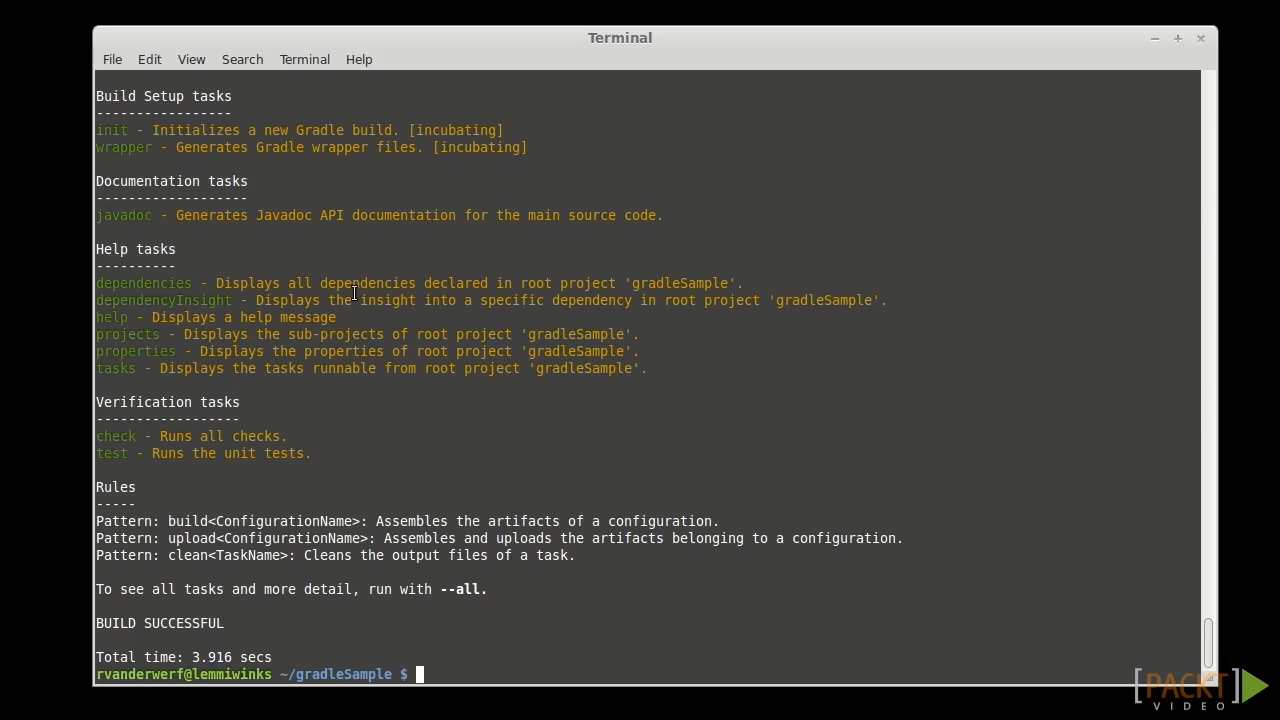 Terminal
File Edit View Search Terminal Help
Build Setup tasks
-----------------
init - Initializes a new Gradle build. [incubating]
wrapper - Generates Gradle wrapper files. [incubating]
Documentation tasks
-------------------
javadoc - Generates Javadoc API documentation for the main source code.
Help tasks
----------
dependencies - Displays all dependencies declared in root project 'gradleSample'.
dependencyInsight - Displays the insight into a specific dependency in root project 'gradleSample'.
help - Displays a help message
projects - Displays the sub-projects of root project 'gradleSample'.
properties - Displays the properties of root project 'gradleSample'.
tasks - Displays the tasks runnable from root project 'gradleSample'.
Verification tasks
------------------
check - Runs all checks.
test - Runs the unit tests.
Rules
-----
Pattern: build<ConfigurationName>: Assembles the artifacts of a configuration.
Pattern: upload<ConfigurationName>: Assembles and uploads the artifacts belonging to a configuration.
Pattern: clean<TaskName>: Cleans the output files of a task.
To see all tasks and more detail, run with --all.
BUILD SUCCESSFUL
Total time: 3.916 secs
rvanderwerf@lemmiwinks ~/gradleSample $
[PACKT]
VIDEO